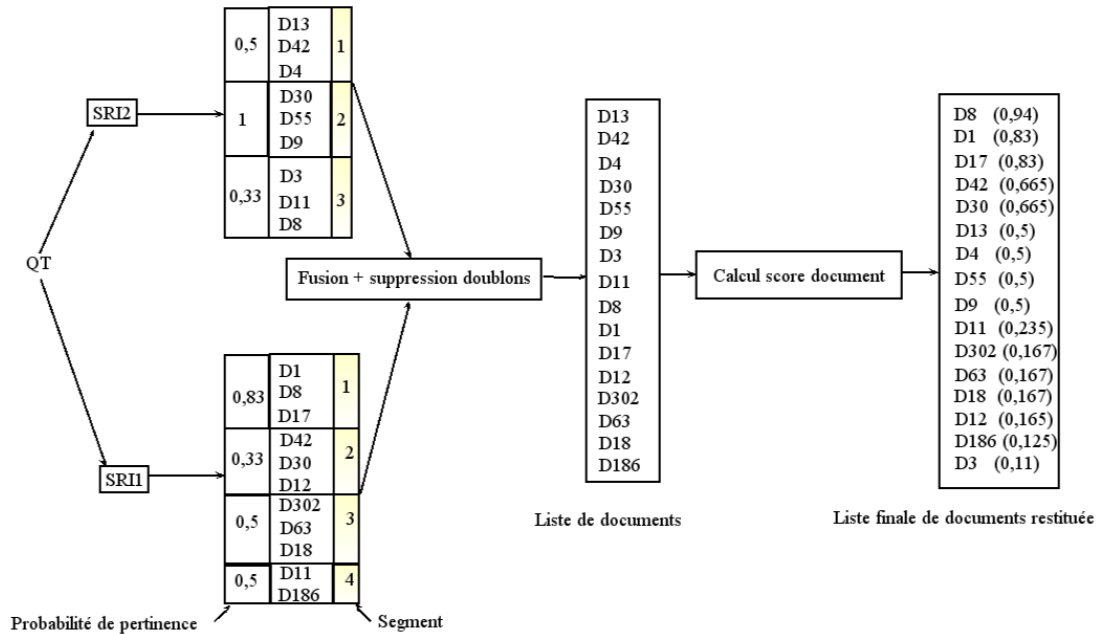 QT
SRI2
0,5
D13
D42
D4
1
1
D30
D55
D9
2
0,33
D3
D11
D8
3
SRI1
0,83
D1
D8
D17
1
0,33
D42
D30
D12
2
0,5
D302
D63
D18
3
0,5
D11
D186
4
Probabilité de pertinence
Segment
Fusion + suppression doublons
D13
D42
D4
D30
D55
D9
D3
D11
D8
D1
D17
D12
D302
D63
D18
D186
Liste de documents
Calcul score document
D8 (0,94)
D1 (0,83)
D17 (0,83)
D42 (0,665)
D30 (0,665)
D13 (0,5)
D4 (0,5)
D55 (0,5)
D9 (0,5)
D11 (0,235)
D302 (0,167)
D63 (0,167)
D18 (0,167)
D12 (0,165)
D186 (0,125)
D3 (0,11)
Liste finale de documents restituée